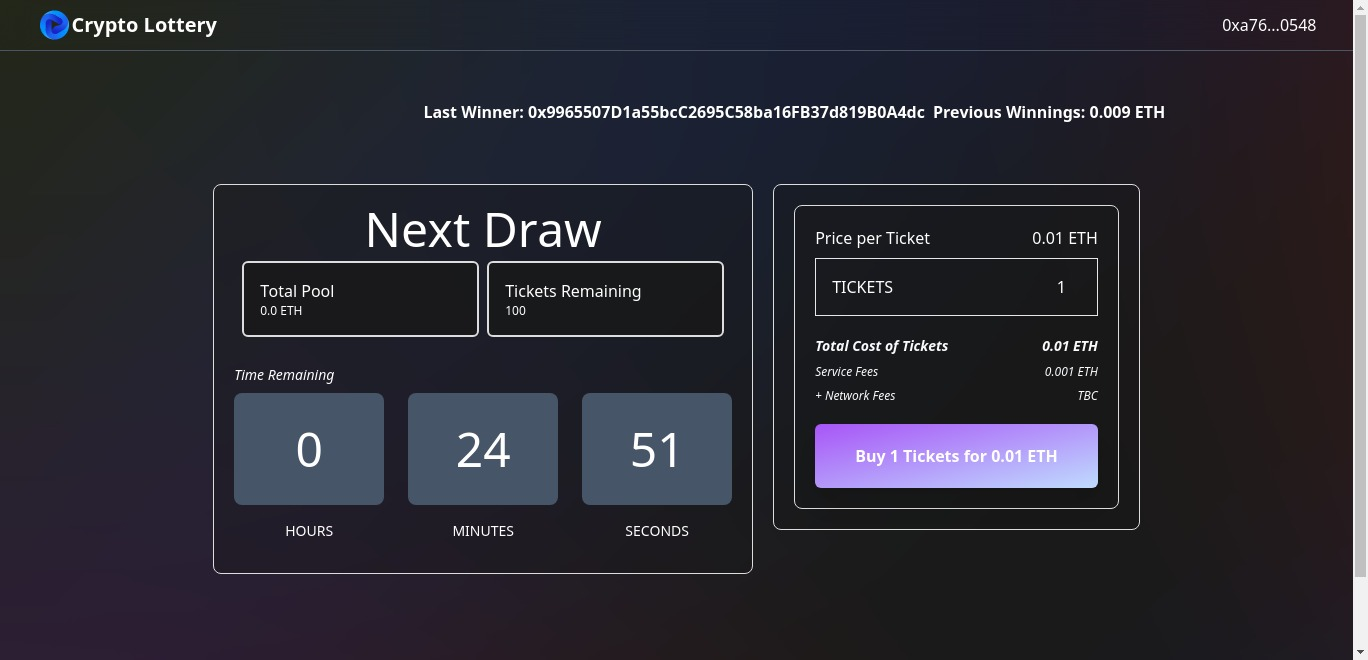 Crypto Lottery
0xa76...0548
Last Winner: 0x9965507D1a55bcC2695C58ba16FB37d819B0A4dc Previous Winnings: 0.009 ETH
Next Draw
Total Pool
0.0 ETH
Tickets Remaining
100
Time Remaining
0
24
51
HOURS
MINUTES
SECONDS
Price per Ticket 0.01 ETH
TICKETS 1
Total Cost of Tickets 0.01 ETH
Service Fees 0.001 ETH
+ Network Fees TBC
Buy 1 Tickets for 0.01 ETH